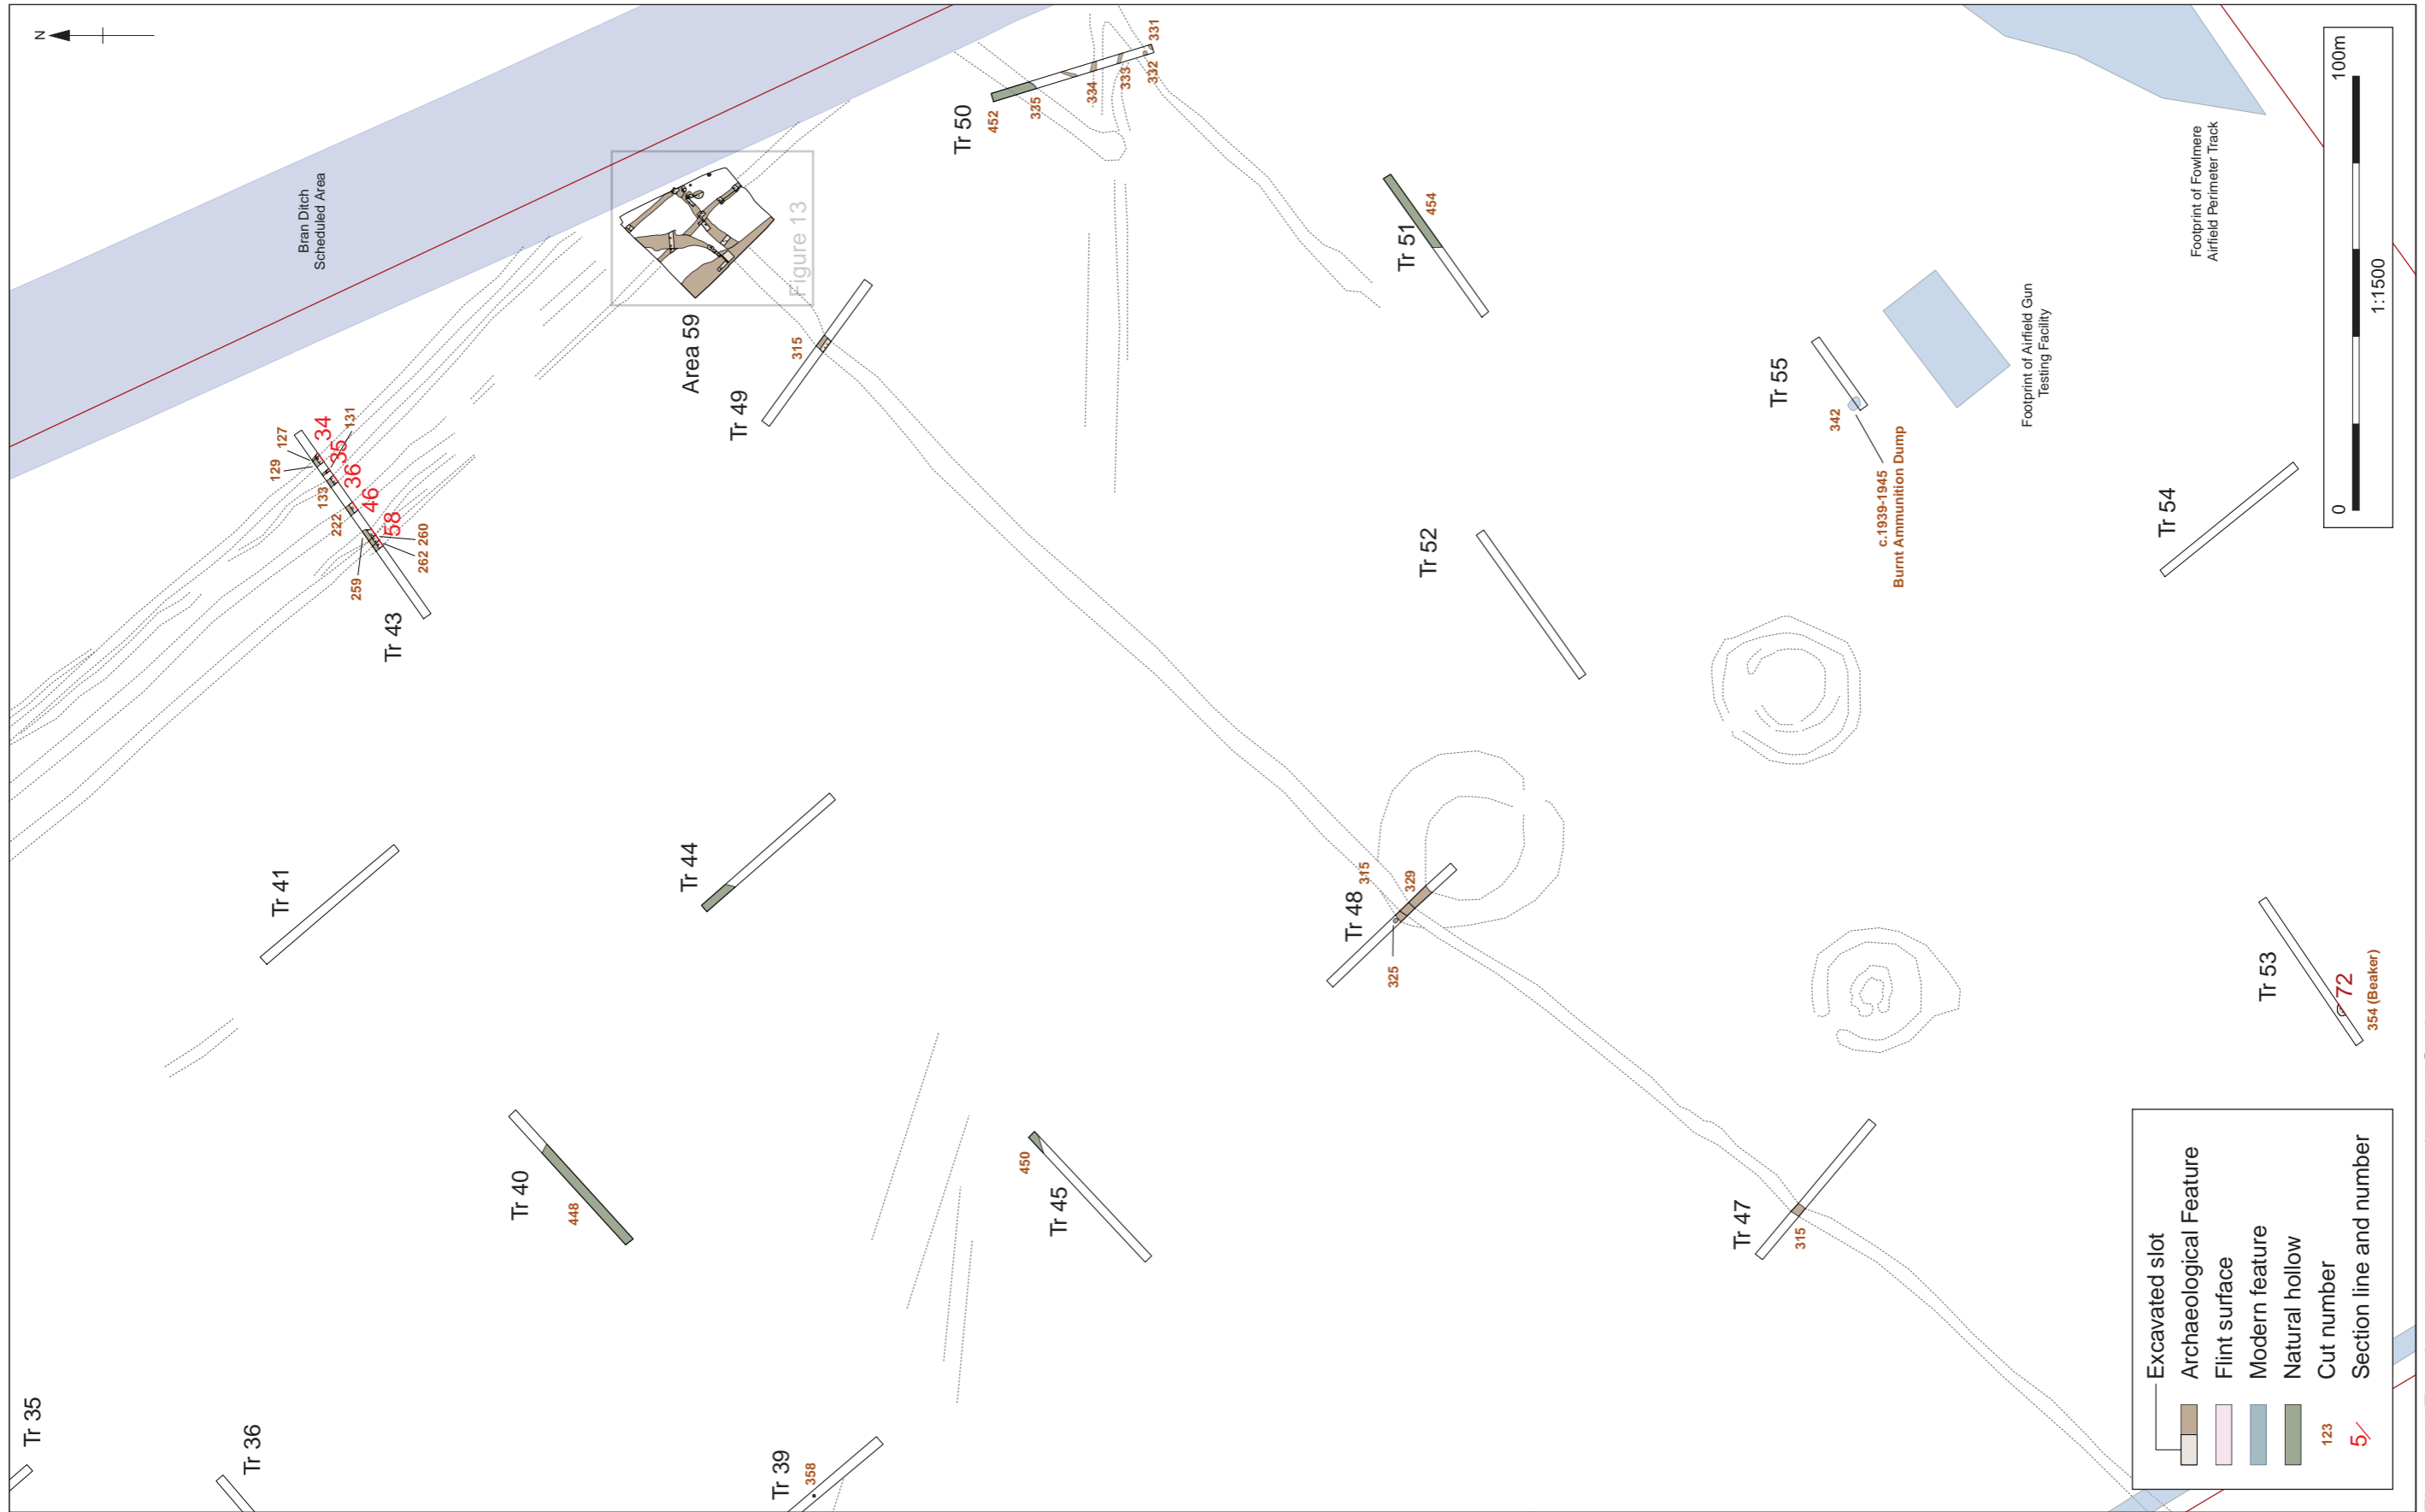 N
Bran Ditch
Scheduled Area
Tr 35
Tr 36
Tr 41
Tr 43
127
129
34
35
131
36
133
46
222
58
259
262
260
Tr 40
448
Tr 44
Area 59
Figure 13
Tr 39
358
Tr 45
450
Tr 49
315
Tr 50
452
335
334
333
332
331
Tr 48
315
329
325
Tr 51
454
Tr 52
Tr 47
315
Tr 55
342
c.1939-1945
Burnt Ammunition Dump
Footprint of Airfield Gun
Testing Facility
Footprint of Fowlmere
Airfield Perimeter Track
Tr 54
Tr 53
72
354 (Beaker)
Excavated slot
Archaeological Feature
Flint surface
Modern feature
Natural hollow
123
Cut number
5
Section line and number
0
100m
1:1500